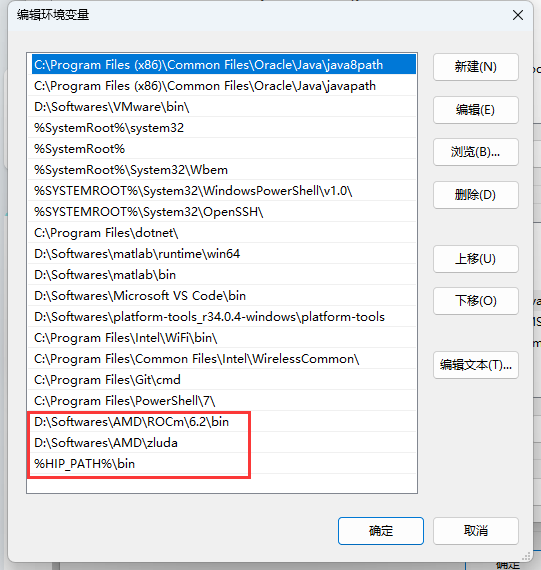 编辑环境变量
C:\Program Files (x86)\Common Files\Oracle\Java\java8path
C:\Program Files (x86)\Common Files\Oracle\Java\javapath
D:\Softwares\VMware\bin\
%SystemRoot%\system32
%SystemRoot%
%SystemRoot%\System32\Wbem
%SYSTEMROOT%\System32\WindowsPowerShell\v1.0\
%SYSTEMROOT%\System32\OpenSSH\
C:\Program Files\dotnet\
D:\Softwares\matlab\runtime\win64
D:\Softwares\matlab\bin
D:\Softwares\Microsoft VS Code\bin
D:\Softwares\platform-tools_r34.0.4-windows\platform-tools
C:\Program Files\Intel\WiFi\bin\
C:\Program Files\Common Files\Intel\WirelessCommon\
C:\Program Files\Git\cmd
C:\Program Files\PowerShell\7\
D:\Softwares\AMD\ROCm\6.2\bin
D:\Softwares\AMD\zluda
%HIP_PATH%\bin
新建(N)
编辑(E)
浏览(B)...
删除(D)
上移(U)
下移(O)
编辑文本(T)...
确定
取消